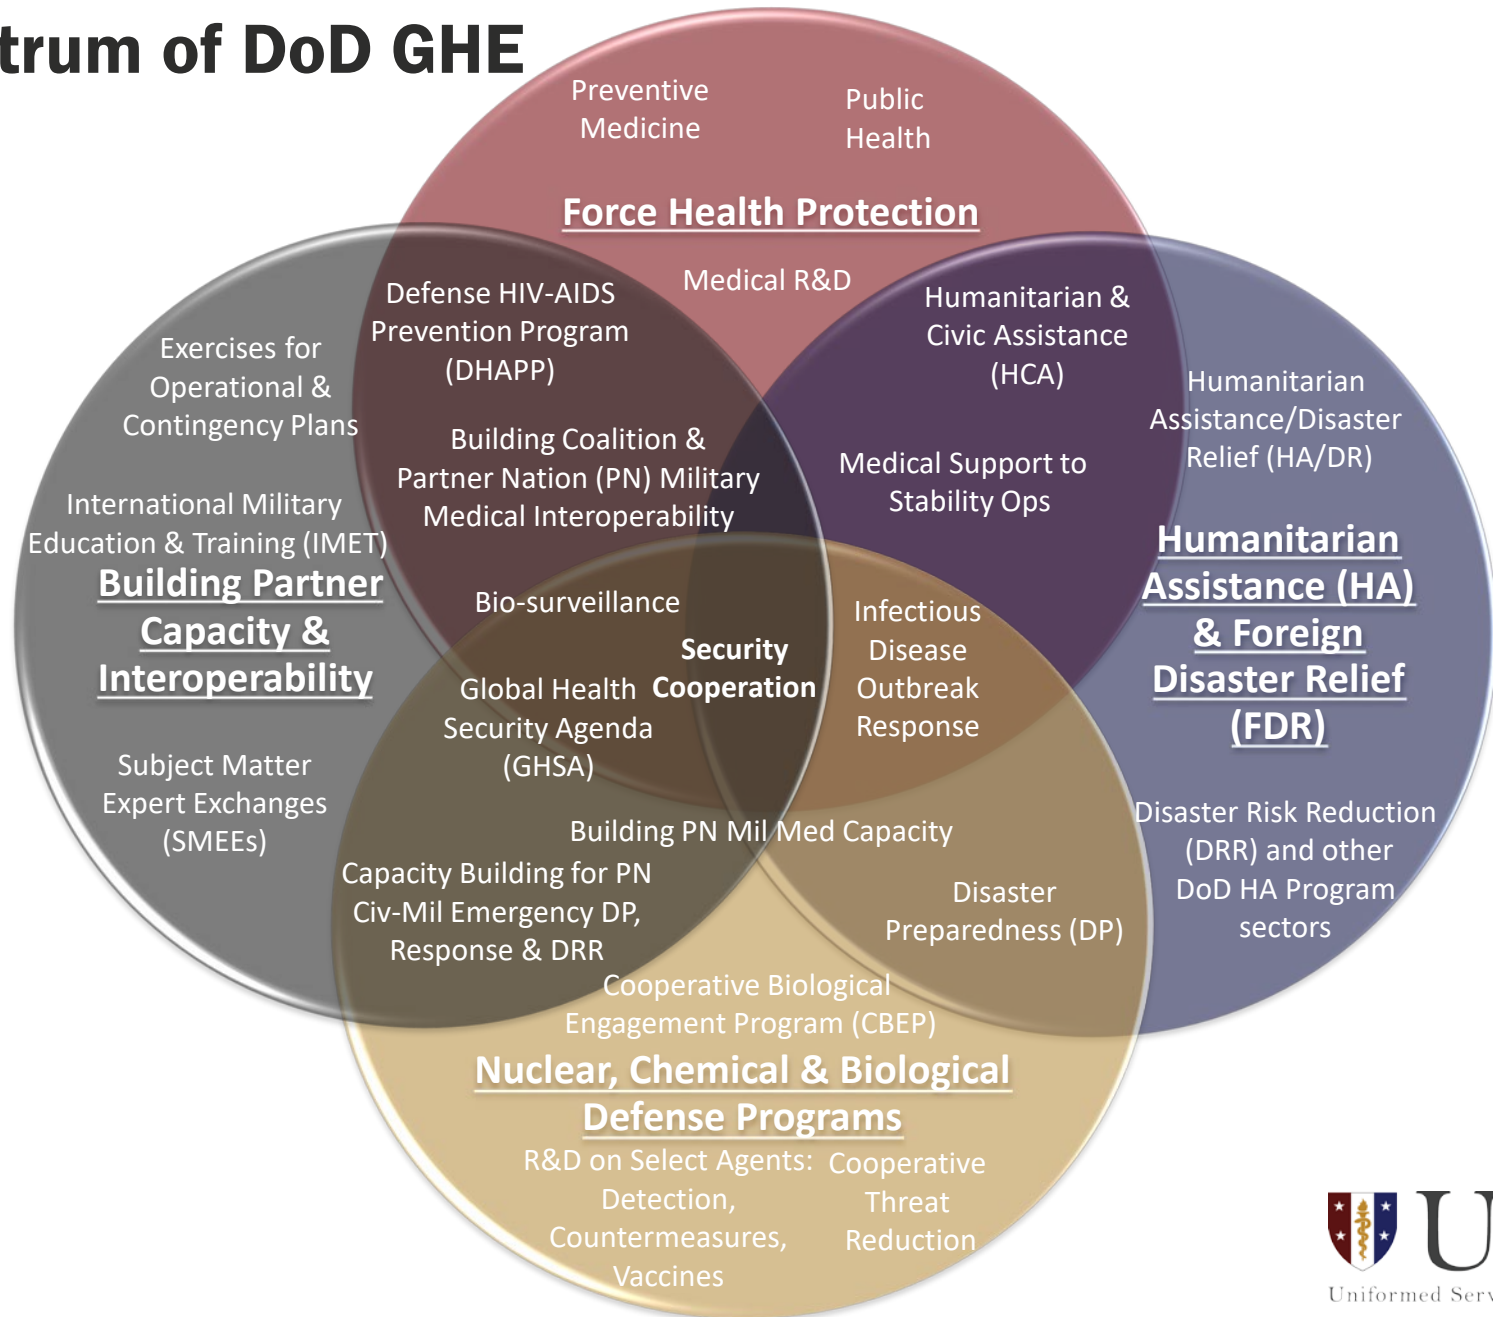 trum of DoD GHE
Preventive
Medicine
Public
Health
Force Health Protection
Medical R&D
Defense HIV-AIDS
Prevention Program
(DHAPP)
Humanitarian &
Civic Assistance
(HCA)
Exercises for
Operational &
Contingency Plans
Humanitarian
Assistance/Disaster
Relief (HA/DR)
Building Coalition &
Partner Nation (PN) Military
Medical Interoperability
Medical Support to
Stability Ops
International Military
Education & Training (IMET)
Building Partner
Capacity &
Interoperability
Humanitarian
Assistance (HA)
& Foreign
Disaster Relief
(FDR)
Bio-surveillance
Security
Cooperation
Infectious
Disease
Outbreak
Response
Global Health
Security Agenda
(GHSA)
Subject Matter
Expert Exchanges
(SMEEs)
Building PN Mil Med Capacity
Disaster Risk Reduction
(DRR) and other
DoD HA Program
sectors
Capacity Building for PN
Civ-Mil Emergency DP,
Response & DRR
Disaster
Preparedness (DP)
Cooperative Biological
Engagement Program (CBEP)
Nuclear, Chemical & Biological
Defense Programs
R&D on Select Agents:
Detection,
Countermeasures,
Vaccines
Cooperative
Threat
Reduction
U
Uniformed Serv